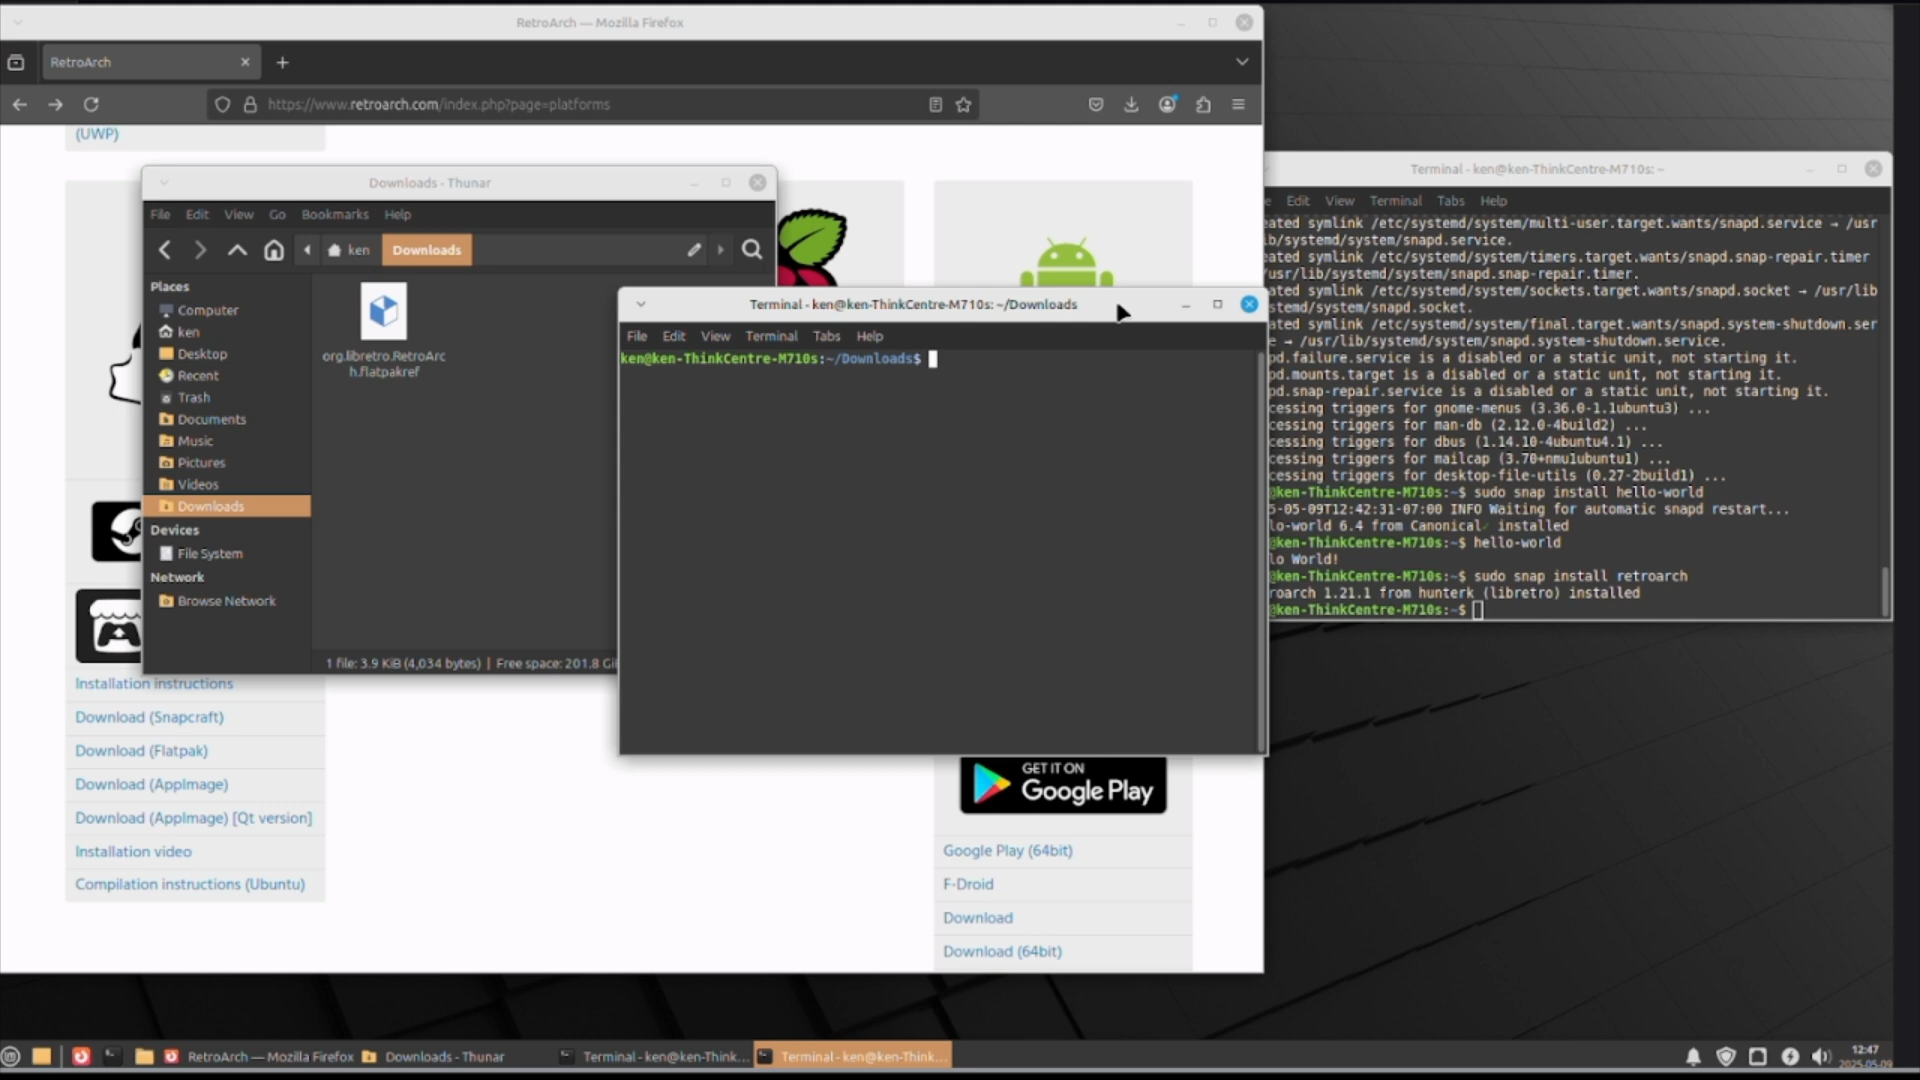 RetroArch — Mozilla Firefox
RetroArch
https://www.retroarch.com/index.php?page=platforms
(UWP)
Downloads - Thunar
File Edit View Go Bookmarks Help
ken Downloads
Places
Computer
ken
Desktop
Recent
Trash
Documents
Music
Pictures
Videos
Downloads
Devices
File System
Network
Browse Network
org.libretro.RetroArc
h.flatpakref
1 file: 3.9 KiB (4,034 bytes) | Free space: 201.8 Gi
Terminal - ken@ken-ThinkCentre-M710s: ~/Downloads
File Edit View Terminal Tabs Help
ken@ken-ThinkCentre-M710s:~/Downloads$
Terminal - ken@ken-ThinkCentre-M710s: ~
e Edit View Terminal Tabs Help
eated symlink /etc/systemd/system/multi-user.target.wants/snapd.service → /usr
ib/systemd/system/snapd.service.
eated symlink /etc/systemd/system/timers.target.wants/snapd.snap-repair.timer
/usr/lib/systemd/system/snapd.snap-repair.timer.
eated symlink /etc/systemd/system/sockets.target.wants/snapd.socket → /usr/lib
stemd/system/snapd.socket.
ated symlink /etc/systemd/system/final.target.wants/snapd.system-shutdown.ser
e → /usr/lib/systemd/system/snapd.system-shutdown.service.
pd.failure.service is a disabled or a static unit, not starting it.
pd.mounts.target is a disabled or a static unit, not starting it.
pd.snap-repair.service is a disabled or a static unit, not starting it.
cessing triggers for gnome-menus (3.36.0-1.1ubuntu3) ...
cessing triggers for man-db (2.12.0-4build2) ...
cessing triggers for dbus (1.14.10-4ubuntu4.1) ...
cessing triggers for mailcap (3.70+nmu1ubuntu1) ...
cessing triggers for desktop-file-utils (0.27-2build1) ...
@ken-ThinkCentre-M710s:~$ sudo snap install hello-world
5-05-09T12:42:31-07:00 INFO Waiting for automatic snapd restart...
lo-world 6.4 from Canonical✓ installed
@ken-ThinkCentre-M710s:~$ hello-world
lo World!
@ken-ThinkCentre-M710s:~$ sudo snap install retroarch
roarch 1.21.1 from hunterk (libretro) installed
@ken-ThinkCentre-M710s:~$
Installation instructions
Download (Snapcraft)
Download (Flatpak)
Download (AppImage)
Download (AppImage) [Qt version]
Installation video
Compilation instructions (Ubuntu)
GET IT ON
Google Play
Google Play (64bit)
F-Droid
Download
Download (64bit)
RetroArch — Mozilla Firefox
Downloads - Thunar
Terminal - ken@ken-Think...
Terminal - ken@ken-Think...
12:47
2025-05-09